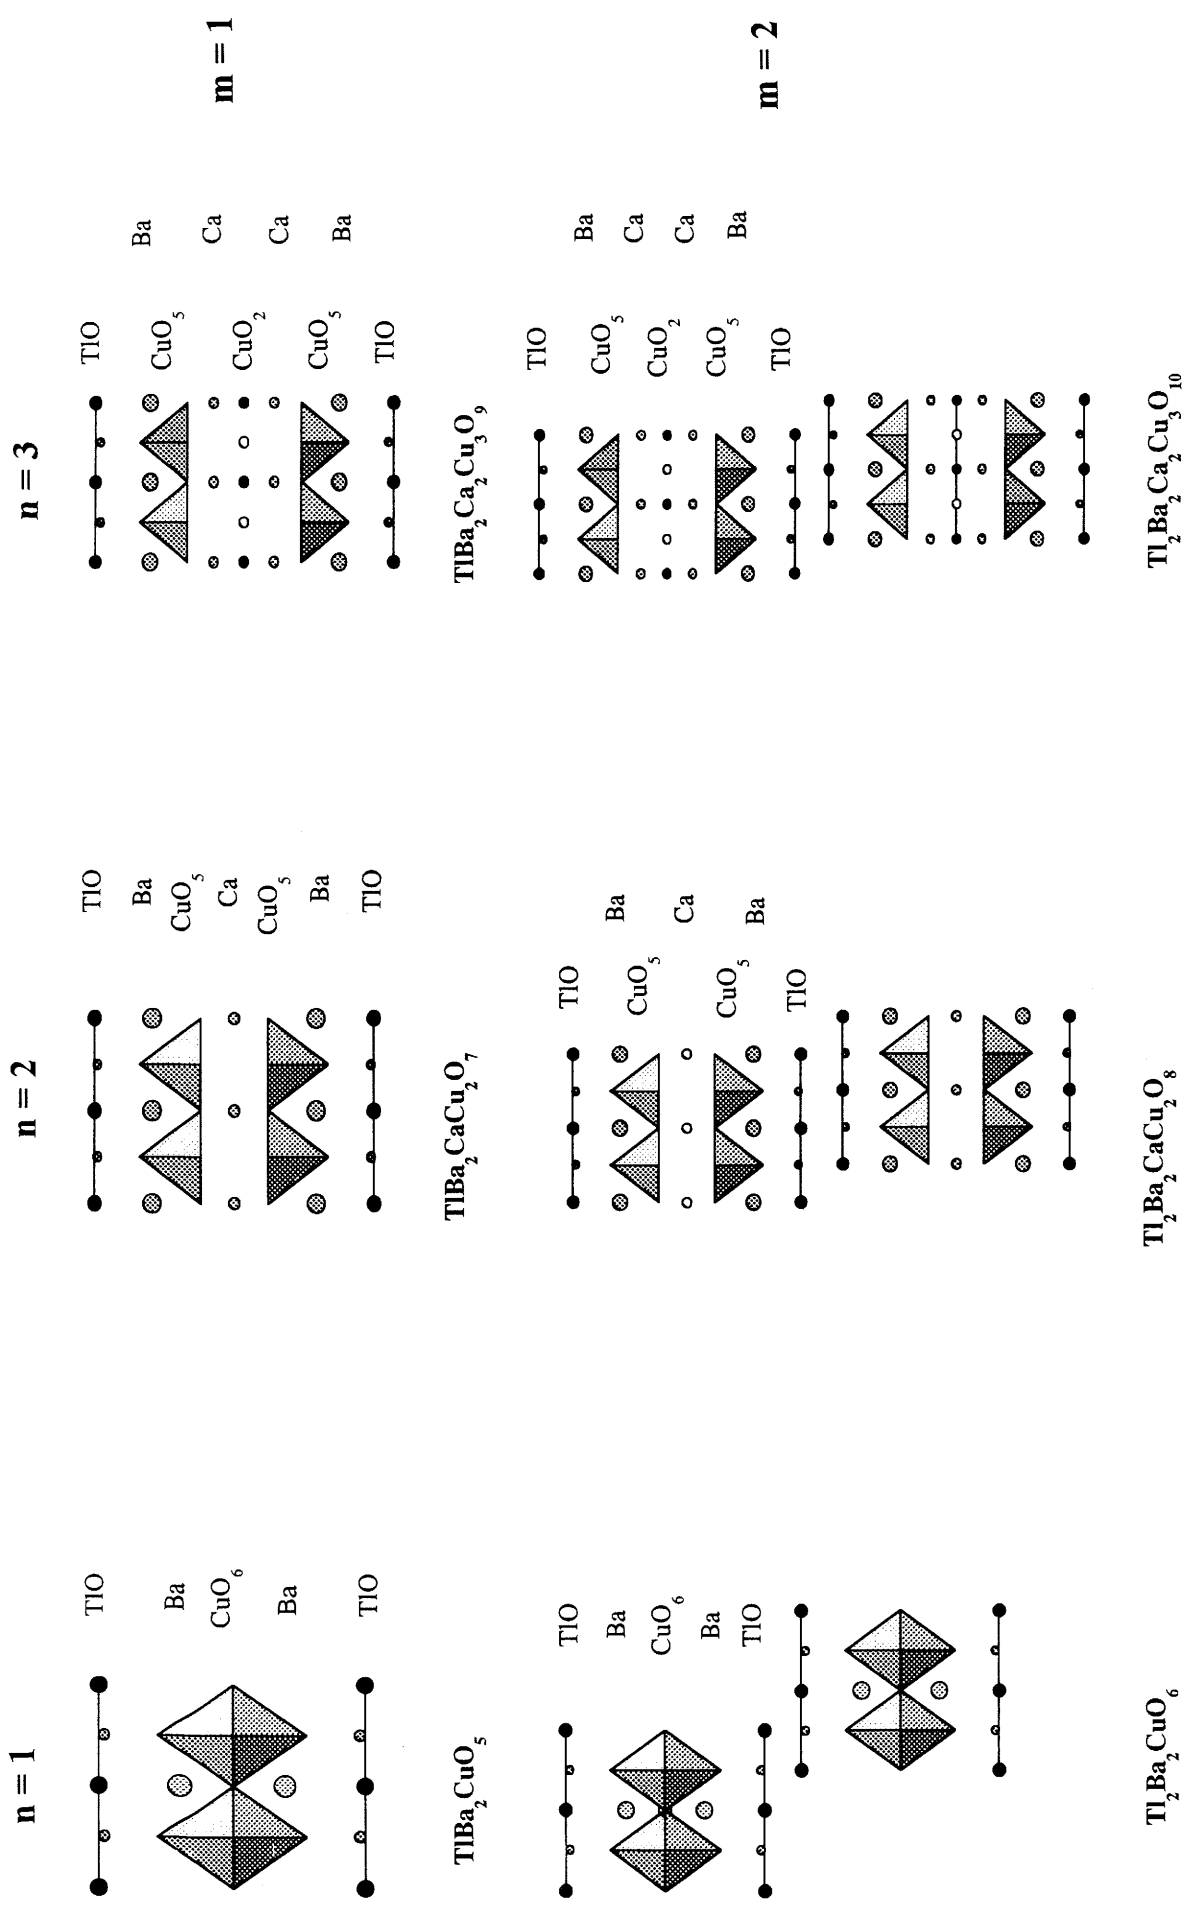 n = 1
n = 2
n = 3
m = 1
TlO
Ba
CuO6
Ba
TlO
TlBa2CuO5
TlO
Ba
CuO5
Ca
CuO5
Ba
TlO
TlBa2CaCu2O7
TlO
Ba
CuO5
Ca
CuO2
Ca
CuO5
Ba
TlO
TlBa2Ca2Cu3O9
m = 2
TlO
Ba
CuO6
Ba
TlO
Tl2Ba2CuO6
TlO
Ba
CuO5
Ca
CuO5
Ba
TlO
Tl2Ba2CaCu2O8
TlO
Ba
CuO5
Ca
CuO2
Ca
CuO5
Ba
TlO
Tl2Ba2Ca2Cu3O10